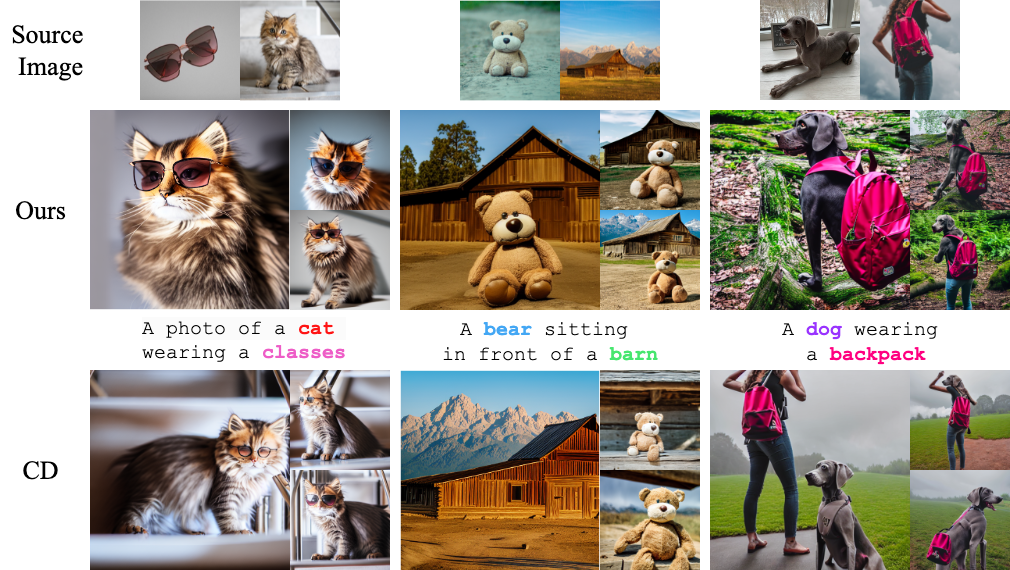 Source
Image
Ours
A photo of a cat
wearing a classes
A bear sitting
in front of a barn
A dog wearing
a backpack
CD